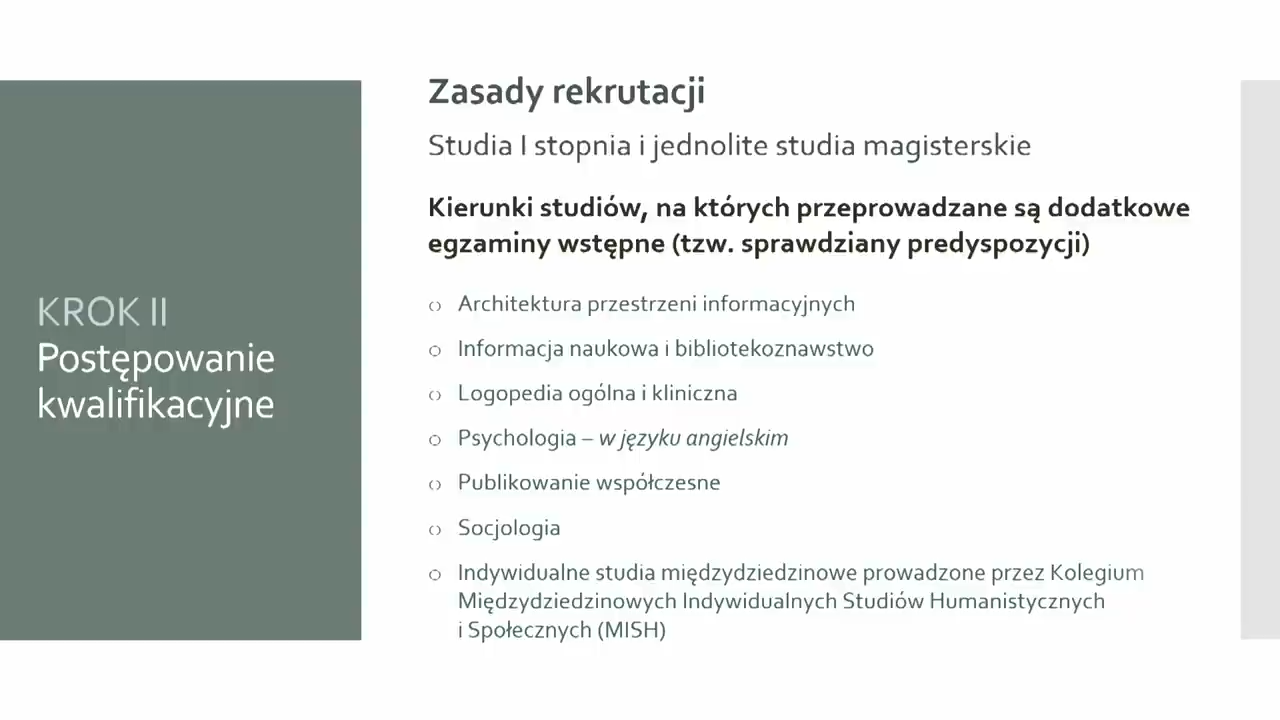 Zasady rekrutacji
Studia I stopnia i jednolite studia magisterskie
Kierunki studiów, na których przeprowadzane są dodatkowe
egzaminy wstępne (tzw. sprawdziany predyspozycji)
KROK II
Postępowanie
kwalifikacyjne
Architektura przestrzeni informacyjnych
Informacja naukowa i bibliotekoznawstwo
Logopedia ogólna i kliniczna
Psychologia – w języku angielskim
Publikowanie współczesne
Socjologia
Indywidualne studia międzydziedzinowe prowadzone przez Kolegium
Międzydziedzinowych Indywidualnych Studiów Humanistycznych
i Społecznych (MISH)